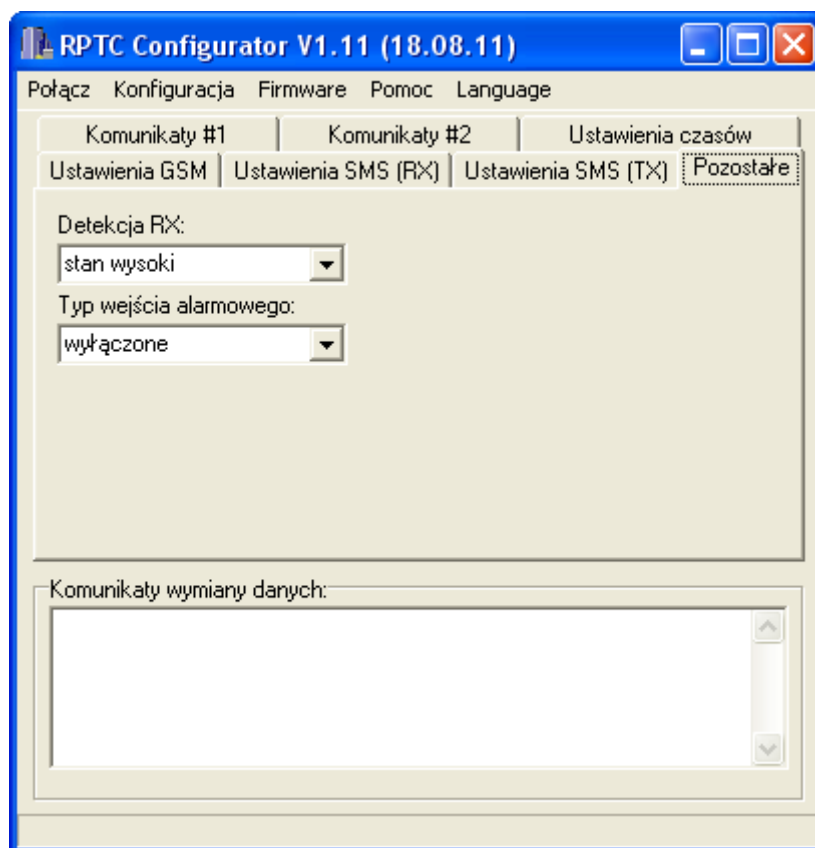 RPTC Configurator V1.11 (18.08.11)
Połącz Konfiguracja Firmware Pomoc Language
Komunikaty #1 Komunikaty #2 Ustawienia czasów
Ustawienia GSM Ustawienia SMS (RX) Ustawienia SMS (TX) Pozostałe
Detekcja RX:
stan wysoki
Typ wejścia alarmowego:
wyłączone
Komunikaty wymiany danych: